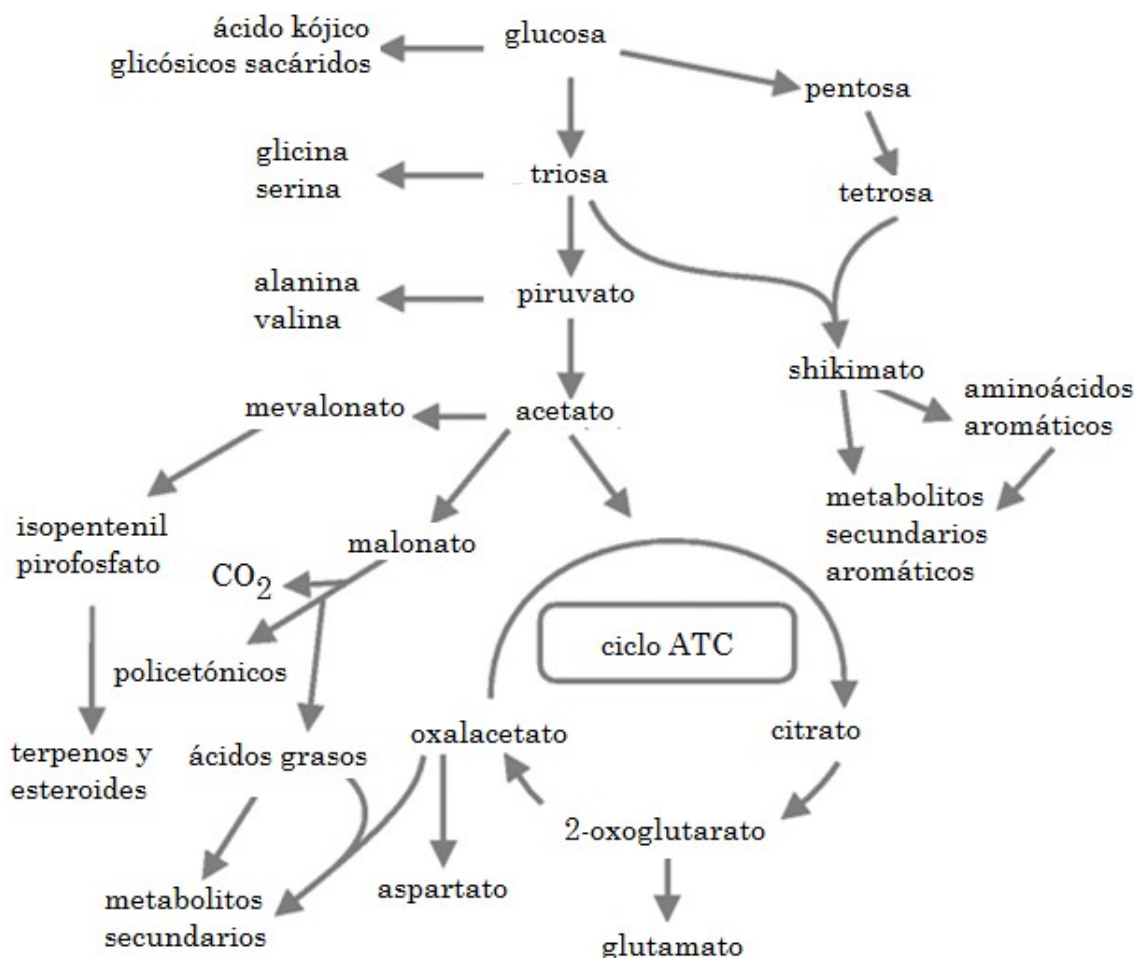 ácido kójico
glicósicos sacáridos
glucosa
pentosa
glicina
serina
triosa
tetrosa
alanina
valina
piruvato
shikimato
mevalonato
acetato
aminoácidos
aromáticos
isopentenil
pirofosfato
malonato
metabolitos
secundarios
aromáticos
CO2
ciclo ATC
policetónicos
terpenos y
esteroides
ácidos grasos
oxalacetato
citrato
2-oxoglutarato
metabolitos
secundarios
aspartato
glutamato